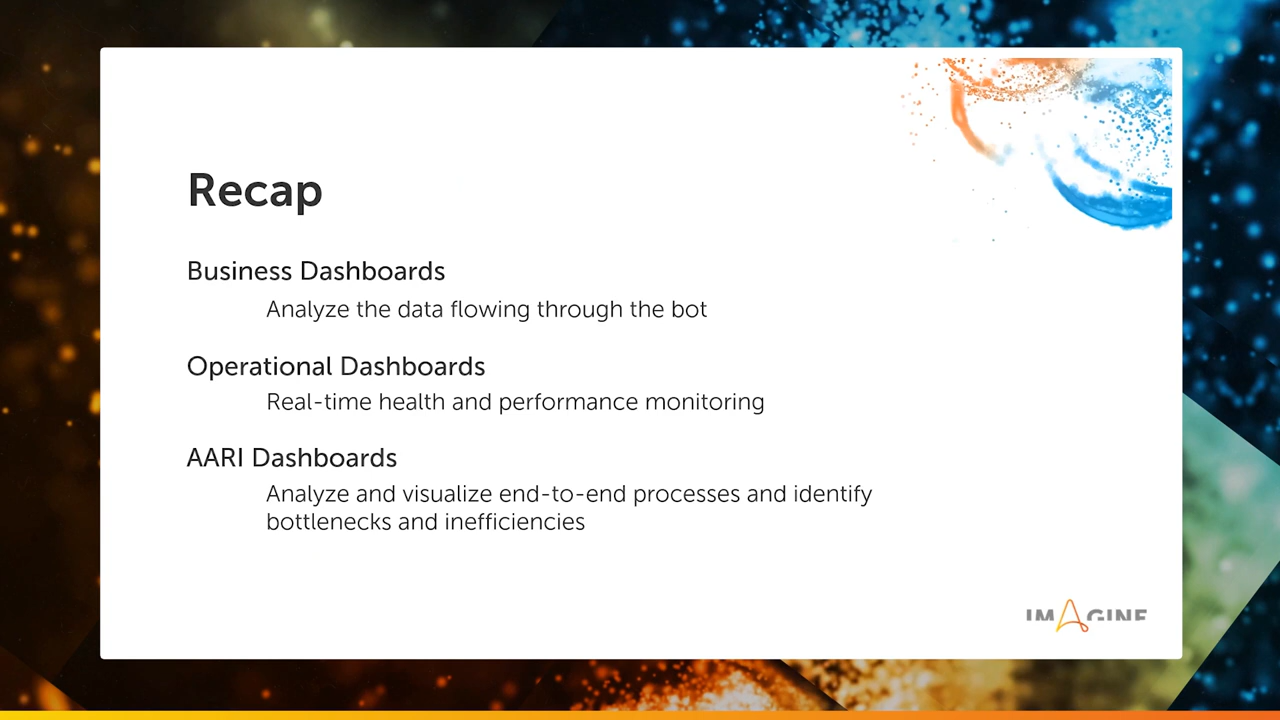 Recap
Business Dashboards
Analyze the data flowing through the bot
Operational Dashboards
Real-time health and performance monitoring
AARI Dashboards
Analyze and visualize end-to-end processes and identify
bottlenecks and inefficiencies
IMAGINE